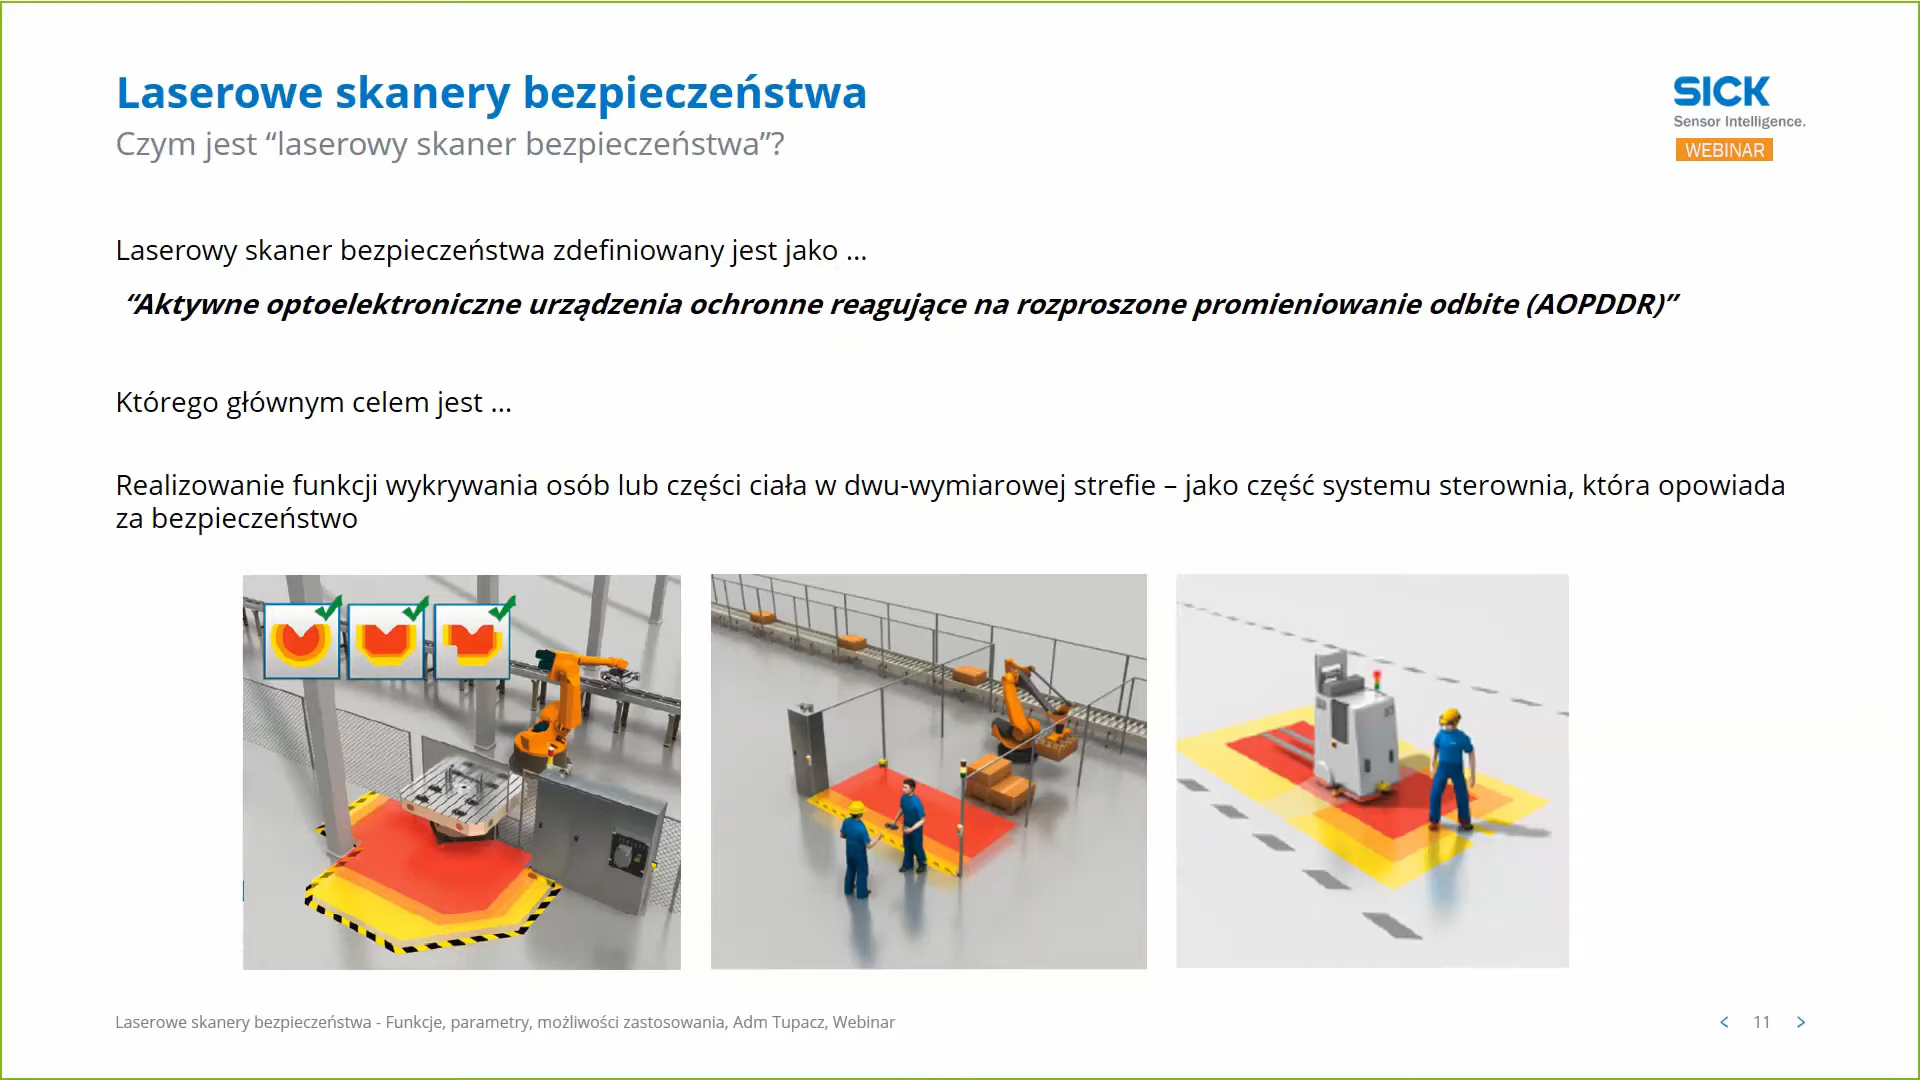 Laserowe skanery bezpieczeństwa
Czym jest “laserowy skaner bezpieczeństwa”?
SICK
Sensor Intelligence.
WEBINAR
Laserowy skaner bezpieczeństwa zdefiniowany jest jako ...
“Aktywne optoelektroniczne urządzenia ochronne reagujące na rozproszone promieniowanie odbite (AOPDDR)”
Którego głównym celem jest ...
Realizowanie funkcji wykrywania osób lub części ciała w dwu-wymiarowej strefie – jako część systemu sterownia, która opowiada
za bezpieczeństwo
Laserowe skanery bezpieczeństwa - Funkcje, parametry, możliwości zastosowania, Adm Tupacz, Webinar
< 11 >